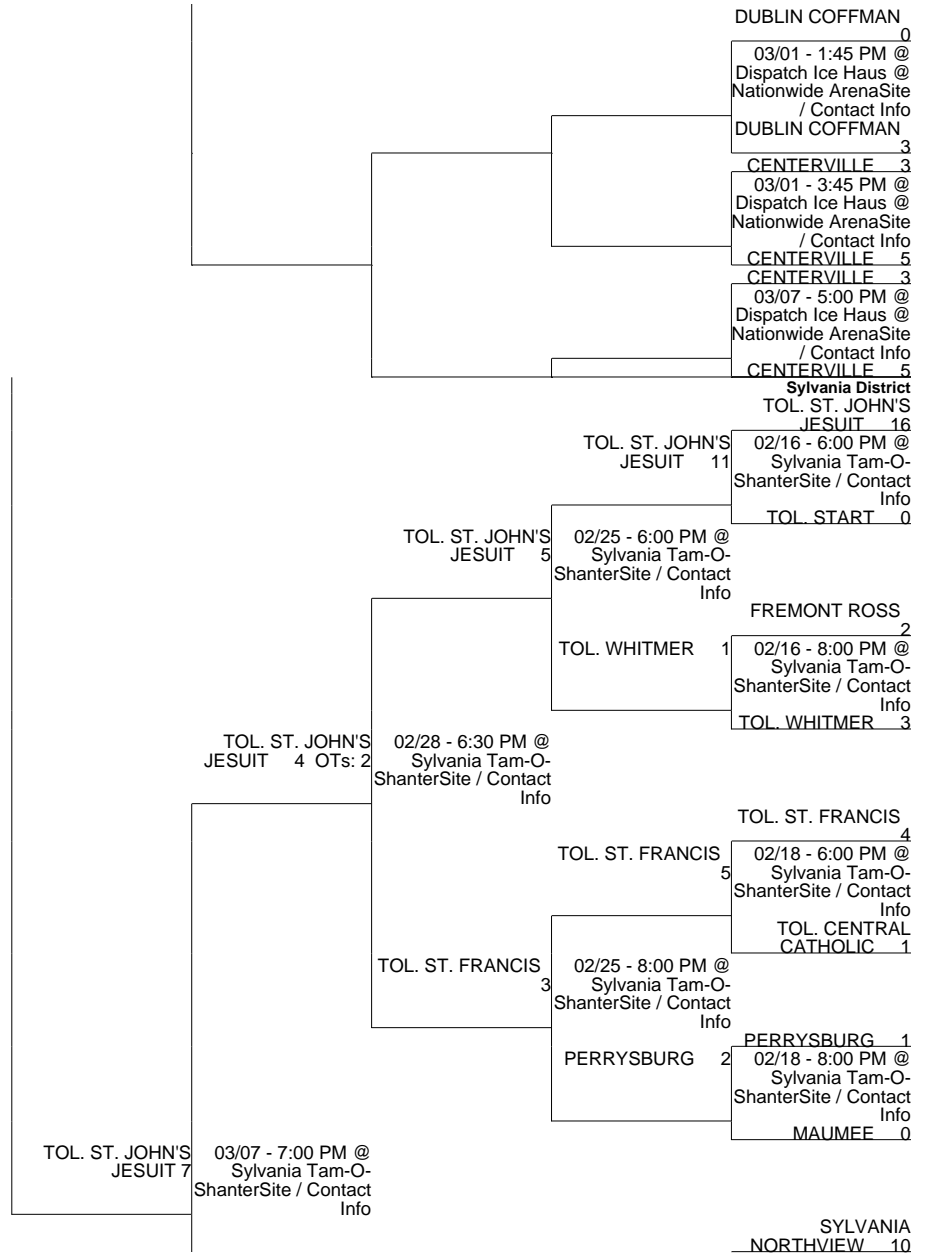 DUBLIN COFFMAN
0
03/01 - 1:45 PM @
Dispatch Ice Haus @
Nationwide ArenaSite
/ Contact Info
DUBLIN COFFMAN
3
CENTERVILLE 3
03/01 - 3:45 PM @
Dispatch Ice Haus @
Nationwide ArenaSite
/ Contact Info
CENTERVILLE 5
CENTERVILLE 3
03/07 - 5:00 PM @
Dispatch Ice Haus @
Nationwide ArenaSite
/ Contact Info
CENTERVILLE 5
Sylvania District
TOL. ST. JOHN'S
JESUIT 16
TOL. ST. JOHN'S
JESUIT 11
02/16 - 6:00 PM @
Sylvania Tam-O-
ShanterSite / Contact
Info
TOL. START 0
TOL. ST. JOHN'S
JESUIT 5
02/25 - 6:00 PM @
Sylvania Tam-O-
ShanterSite / Contact
Info
FREMONT ROSS
2
TOL. WHITMER 1
02/16 - 8:00 PM @
Sylvania Tam-O-
ShanterSite / Contact
Info
TOL. WHITMER 3
TOL. ST. JOHN'S
JESUIT 4 OTs: 2
02/28 - 6:30 PM @
Sylvania Tam-O-
ShanterSite / Contact
Info
TOL. ST. FRANCIS
4
TOL. ST. FRANCIS
5
02/18 - 6:00 PM @
Sylvania Tam-O-
ShanterSite / Contact
Info
TOL. CENTRAL
CATHOLIC 1
TOL. ST. FRANCIS
3
02/25 - 8:00 PM @
Sylvania Tam-O-
ShanterSite / Contact
Info
PERRYSBURG 1
PERRYSBURG 2
02/18 - 8:00 PM @
Sylvania Tam-O-
ShanterSite / Contact
Info
MAUMEE 0
TOL. ST. JOHN'S
JESUIT 7
03/07 - 7:00 PM @
Sylvania Tam-O-
ShanterSite / Contact
Info
SYLVANIA
NORTHVIEW 10